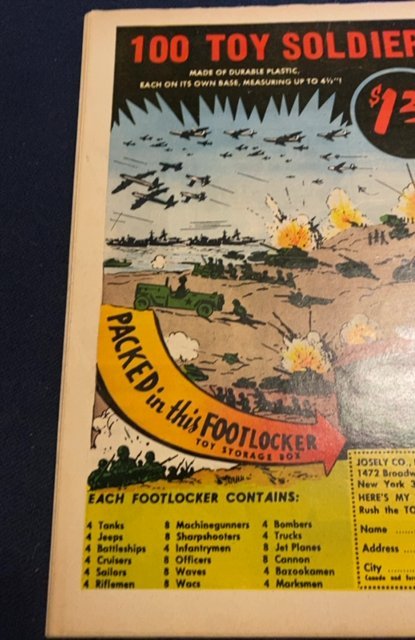 100 TOY SOLDIER
MADE OF DURABLE PLASTIC,
EACH ON ITS OWN BASE, MEASURING UP TO 4½"!
$1
PACKED in this FOOTLOCKER
TOY STORAGE BOX
EACH FOOTLOCKER CONTAINS:
4 Tanks
4 Jeeps
4 Battleships
4 Cruisers
4 Sailors
4 Riflemen
8 Machinegunners
8 Sharpshooters
4 Infantrymen
8 Officers
8 Waves
8 Wacs
4 Bombers
4 Trucks
8 Jet Planes
8 Cannon
4 Bazookamen
4 Marksmen
JOSELY CO.,
1472 Broadw
New York 3
HERE'S MY
Rush the TO
Name
Address
City
Canada and